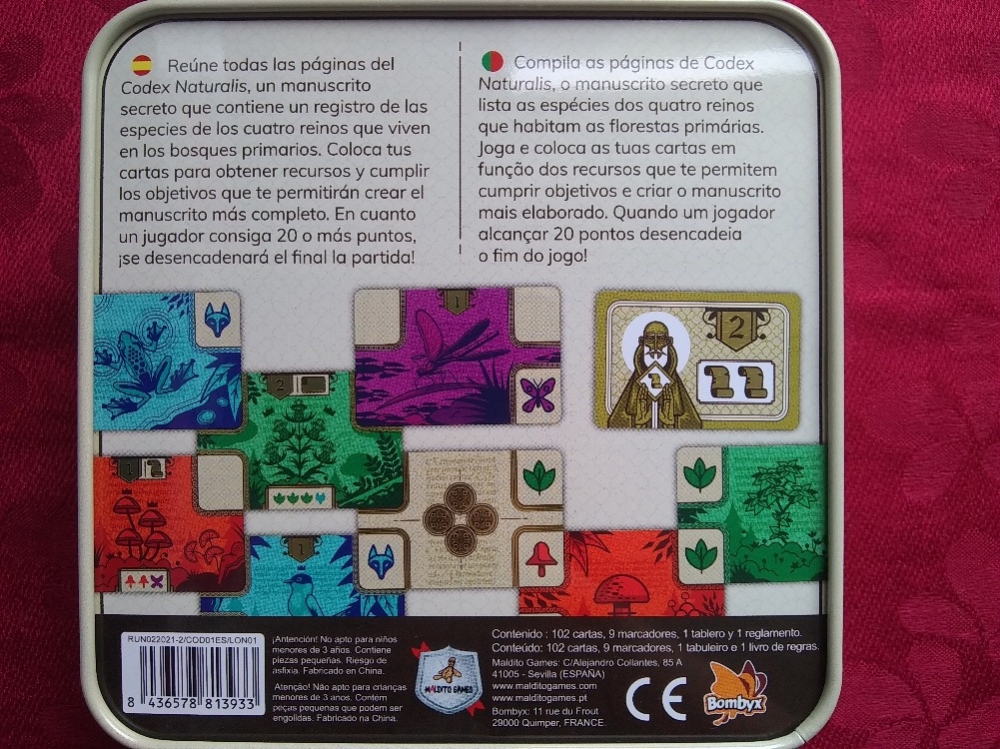 Reúne todas las páginas del
Codex Naturalis, un manuscrito
secreto que contiene un registro de las
especies de los cuatro reinos que viven
en los bosques primarios. Coloca tus
cartas para obtener recursos y cumplir
los objetivos que te permitirán crear el
manuscrito más completo. En cuanto
un jugador consiga 20 o más puntos,
¡se desencadenará el final la partida!
Compila as páginas de Codex
Naturalis, o manuscrito secreto que
lista as espécies dos quatro reinos
que habitam as florestas primárias.
Joga e coloca as tuas cartas em
função dos recursos que te permitem
cumprir objetivos e criar o manuscrito
mais elaborado. Quando um jogador
alcançar 20 pontos desencadeia
o fim do jogo!
1
2
2
1
1
RUN022021-2/COD01ES/LON01
8 436578 813933
¡Antención! No apto para niños
menores de 3 años. Contiene
piezas pequeñas. Riesgo de
asfixia. Fabricado en China.
Atenção! Não apto para crianças
menores de 3 anos. Contém
peças pequenas que podem ser
engolidas. Fabricado na China.
MALDITO GAMES
Contenido : 102 cartas, 9 marcadores, 1 tablero y 1 reglamento.
Conteúdo: 102 cartas, 9 marcadores, 1 tabuleiro e 1 livro de regras.
Maldito Games: C/Alejandro Collantes, 85 A
41005 - Sevilla (ESPAÑA)
www.malditogames.com
www.malditogames.pt
Bombyx: 11 rue du Frout
29000 Quimper, FRANCE.
CE
Bombyx